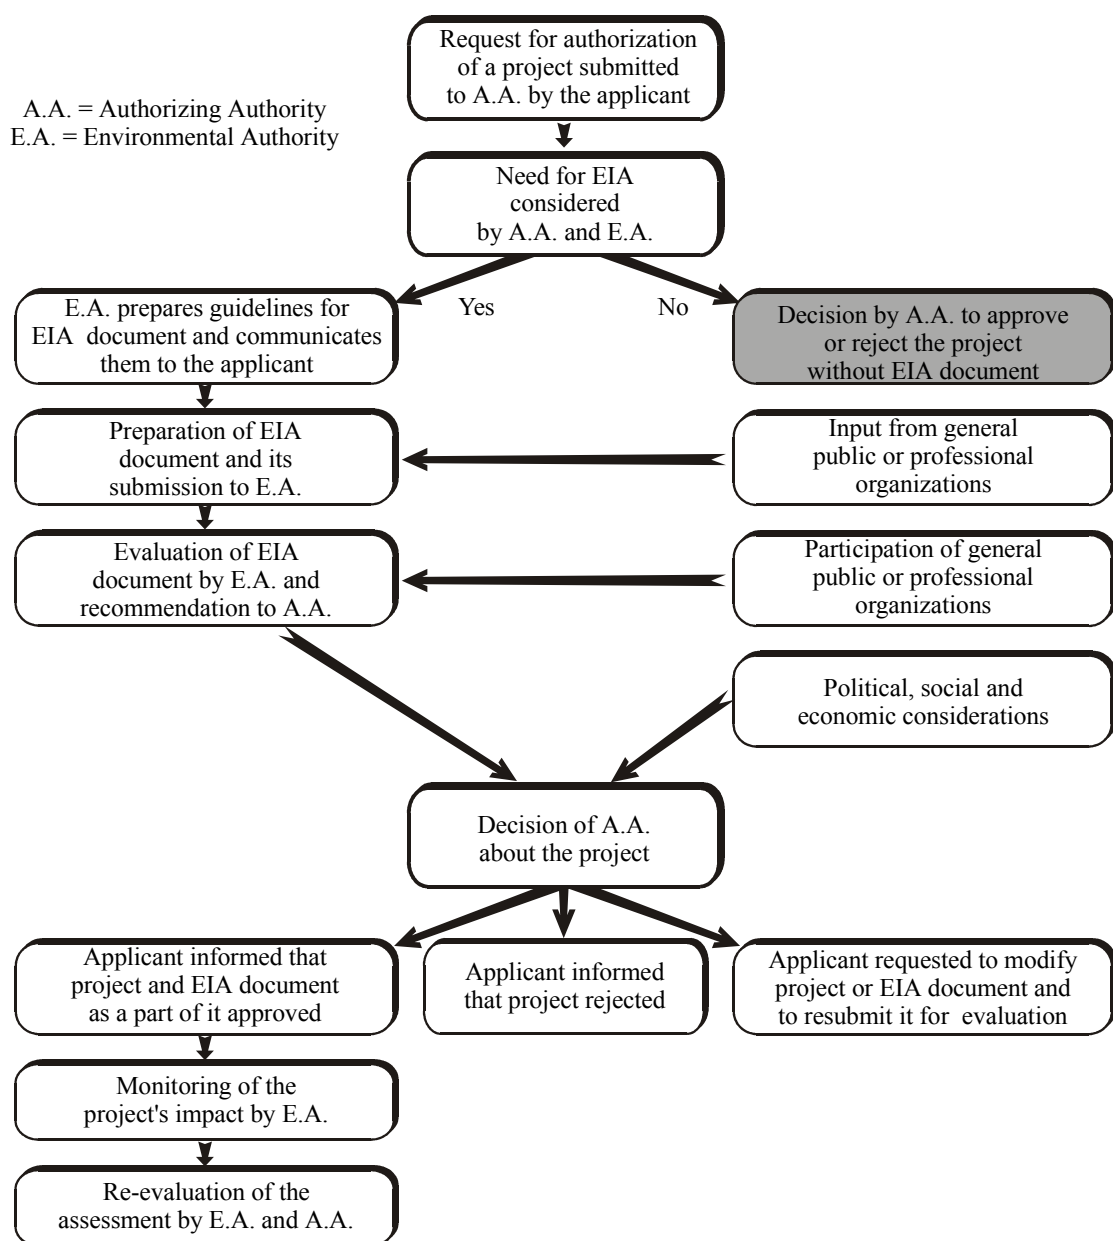 Request for authorization
of a project submitted
to A.A. by the applicant
A.A. = Authorizing Authority
E.A. = Environmental Authority
Need for EIA
considered
by A.A. and E.A.
Yes
No
E.A. prepares guidelines for
EIA document and communicates
them to the applicant
Decision by A.A. to approve
or reject the project
without EIA document
Preparation of EIA
document and its
submission to E.A.
Input from general
public or professional
organizations
Evaluation of EIA
document by E.A. and
recommendation to A.A.
Participation of general
public or professional
organizations
Political, social and
economic considerations
Decision of A.A.
about the project
Applicant informed that
project and EIA document
as a part of it approved
Applicant informed
that project rejected
Applicant requested to modify
project or EIA document and
to resubmit it for evaluation
Monitoring of the
project's impact by E.A.
Re-evaluation of the
assessment by E.A. and A.A.